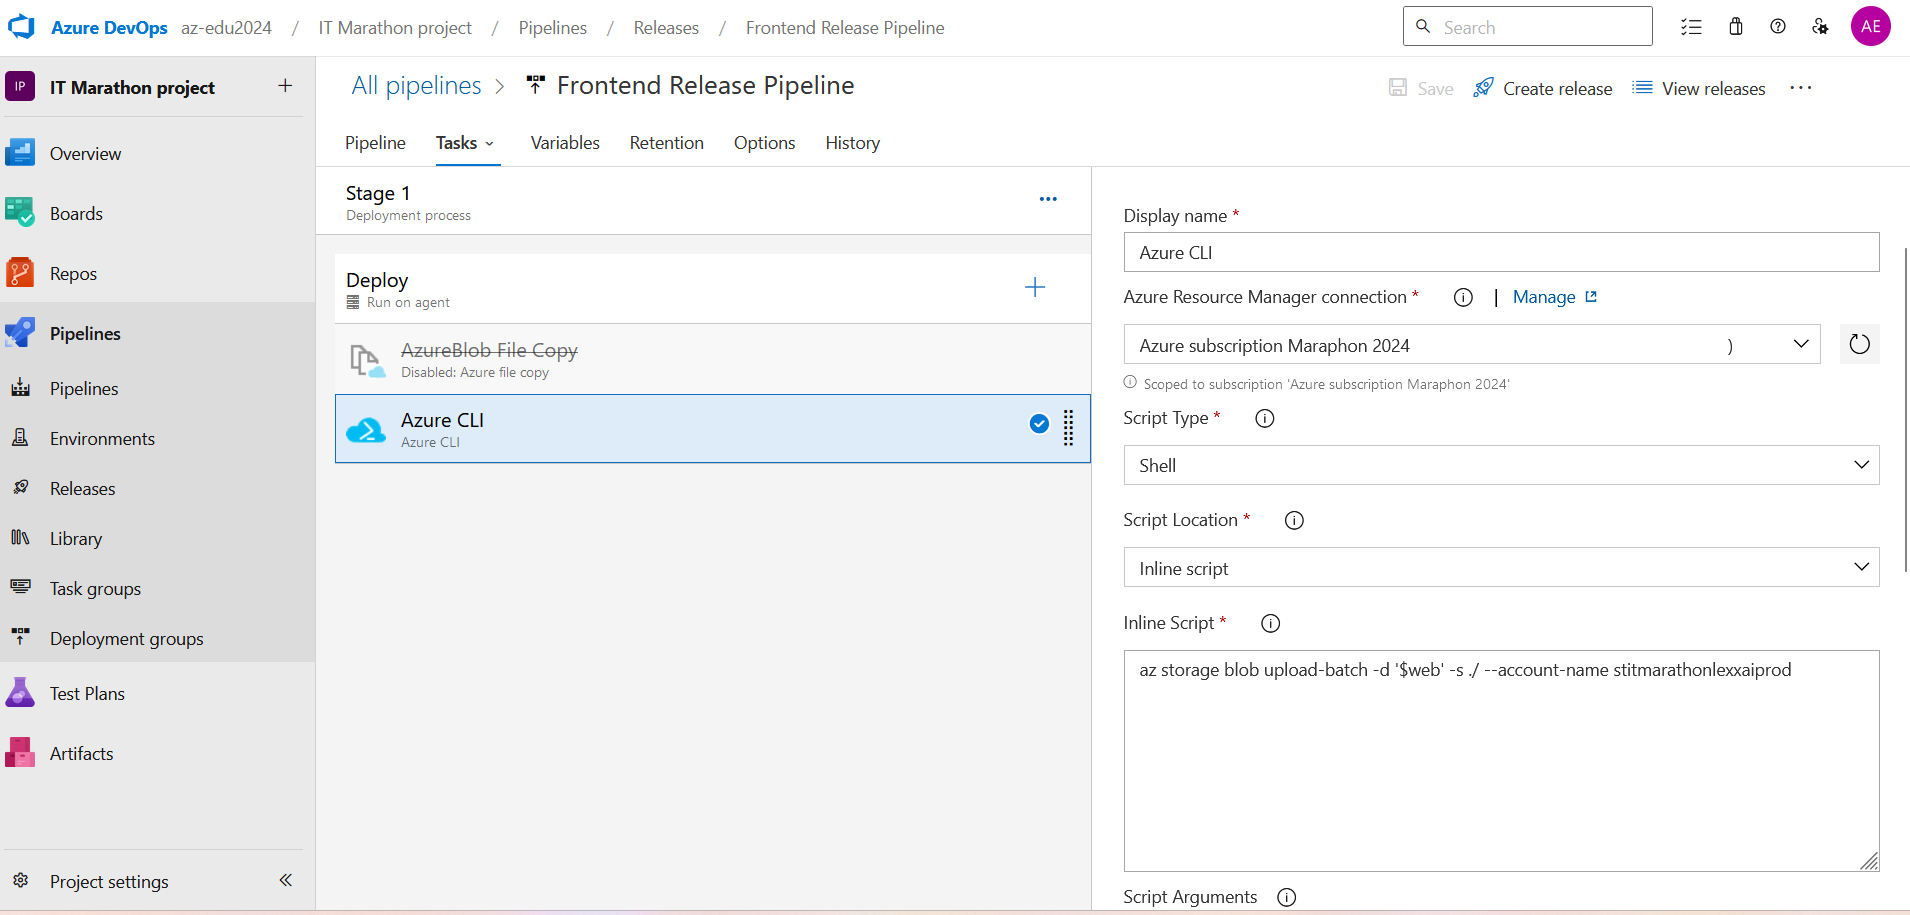 Azure DevOps az-edu2024 / IT Marathon project / Pipelines / Releases / Frontend Release Pipeline
Search
AE
IP IT Marathon project +
Overview
Boards
Repos
Pipelines
Pipelines
Environments
Releases
Library
Task groups
Deployment groups
Test Plans
Artifacts
Project settings
All pipelines > Frontend Release Pipeline
Save Create release View releases ...
Pipeline Tasks Variables Retention Options History
Stage 1
Deployment process
Deploy
Run on agent
AzureBlob File Copy
Disabled: Azure file copy
Azure CLI
Azure CLI
Display name *
Azure CLI
Azure Resource Manager connection * | Manage
Azure subscription Maraphon 2024 )
Scoped to subscription 'Azure subscription Maraphon 2024'
Script Type *
Shell
Script Location *
Inline script
Inline Script *
az storage blob upload-batch -d '$web' -s ./ --account-name stitmarathonlexxaiprod
Script Arguments